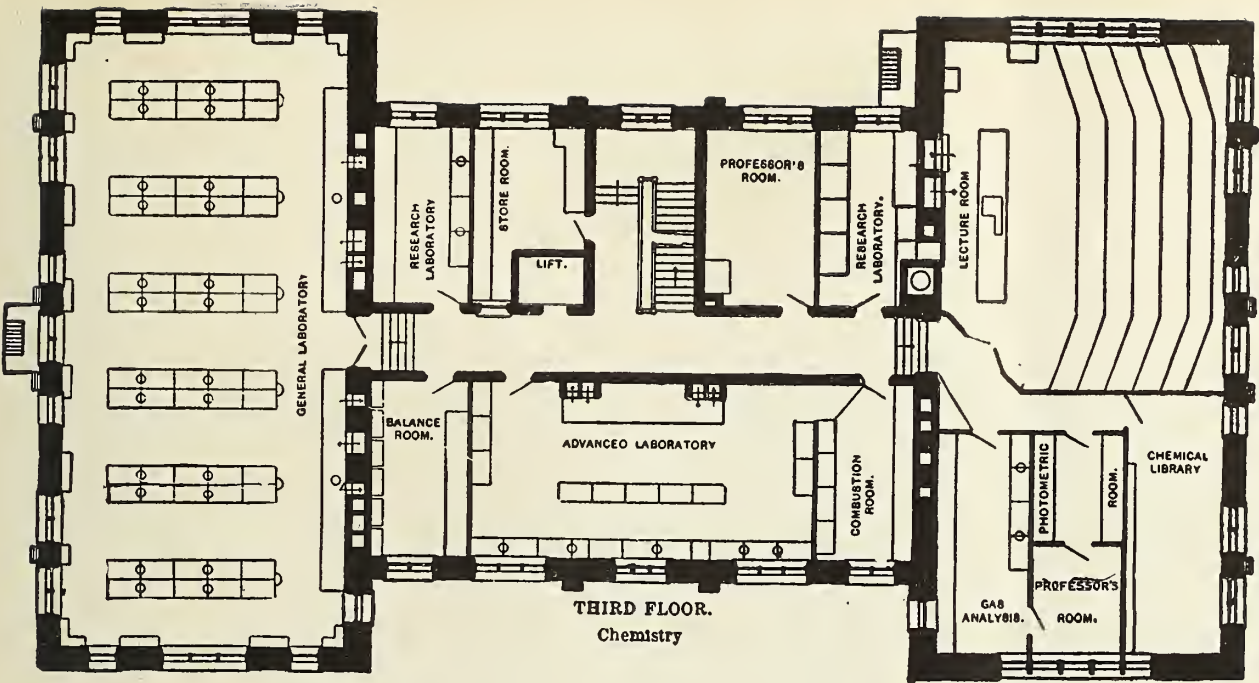 PROFESSOR'S
ROOM.
STORE ROOM.
RESEARCH
LABORATORY
LIFT.
RESEARCH
LABORATORY.
LECTURE ROOM
GENERAL LABORATORY
BALANCE
ROOM.
ADVANCED LABORATORY
COMBUSTION
ROOM.
PHOTOMETRIC
ROOM.
CHEMICAL
LIBRARY
GAS
ANALYSIS.
PROFESSOR'S
ROOM.
THIRD FLOOR.
Chemistry